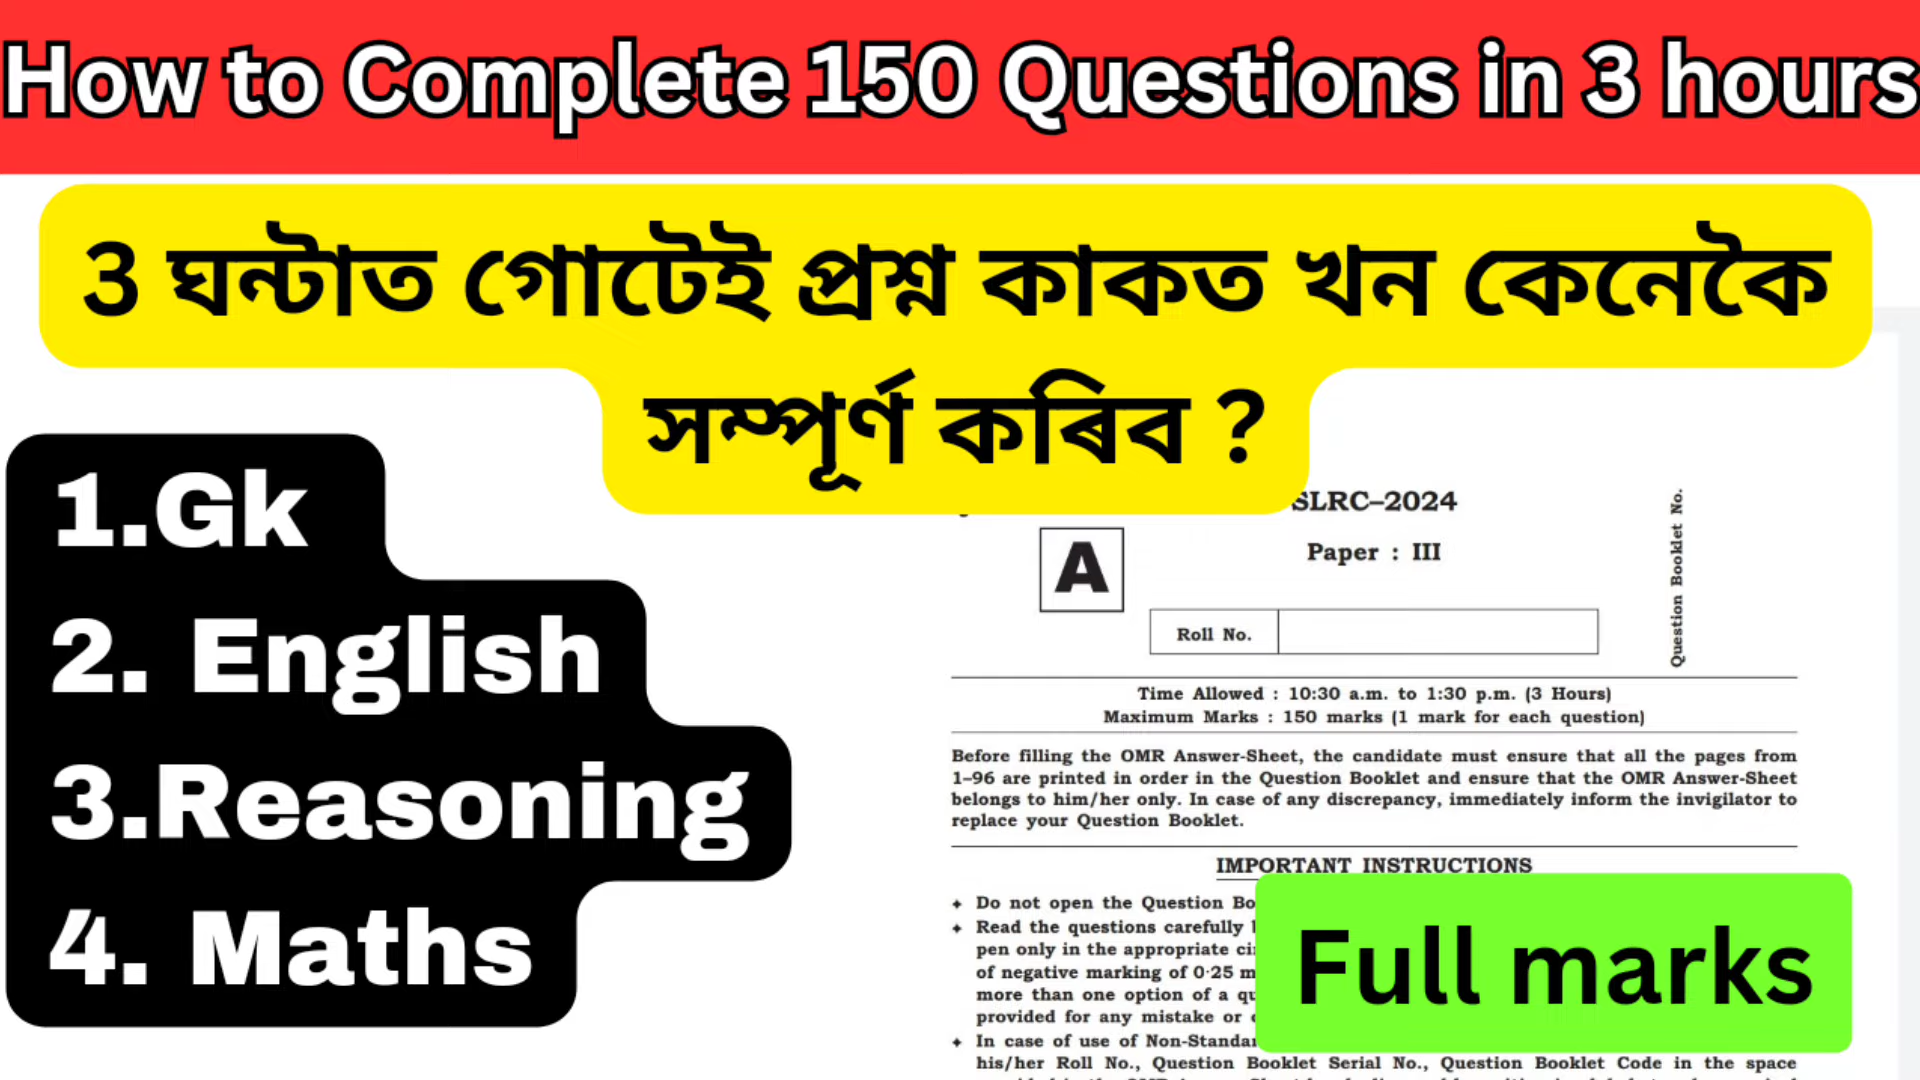 How to Complete 150 Questions in 3 hours
3 ঘন্টাত গোটেই প্ৰশ্ন কাকত খন কেনেকৈ
সম্পূৰ্ণ কৰিব ?
1.Gk
2. English
3.Reasoning
4. Maths
SLRC–2024
Paper : III
A
Roll No.
Question Booklet No.
Time Allowed : 10:30 a.m. to 1:30 p.m. (3 Hours)
Maximum Marks : 150 marks (1 mark for each question)
Before filling the OMR Answer-Sheet, the candidate must ensure that all the pages from
1–96 are printed in order in the Question Booklet and ensure that the OMR Answer-Sheet
belongs to him/her only. In case of any discrepancy, immediately inform the invigilator to
replace your Question Booklet.
IMPORTANT INSTRUCTIONS
✦ Do not open the Question
✦ Read the questions carefully
pen only in the appropriate
of negative marking of 0·25
more than one option of a
provided for any mistake or
✦ In case of use of
his/her Roll No., Question Booklet Serial No., Question Booklet Code in the space
Full marks